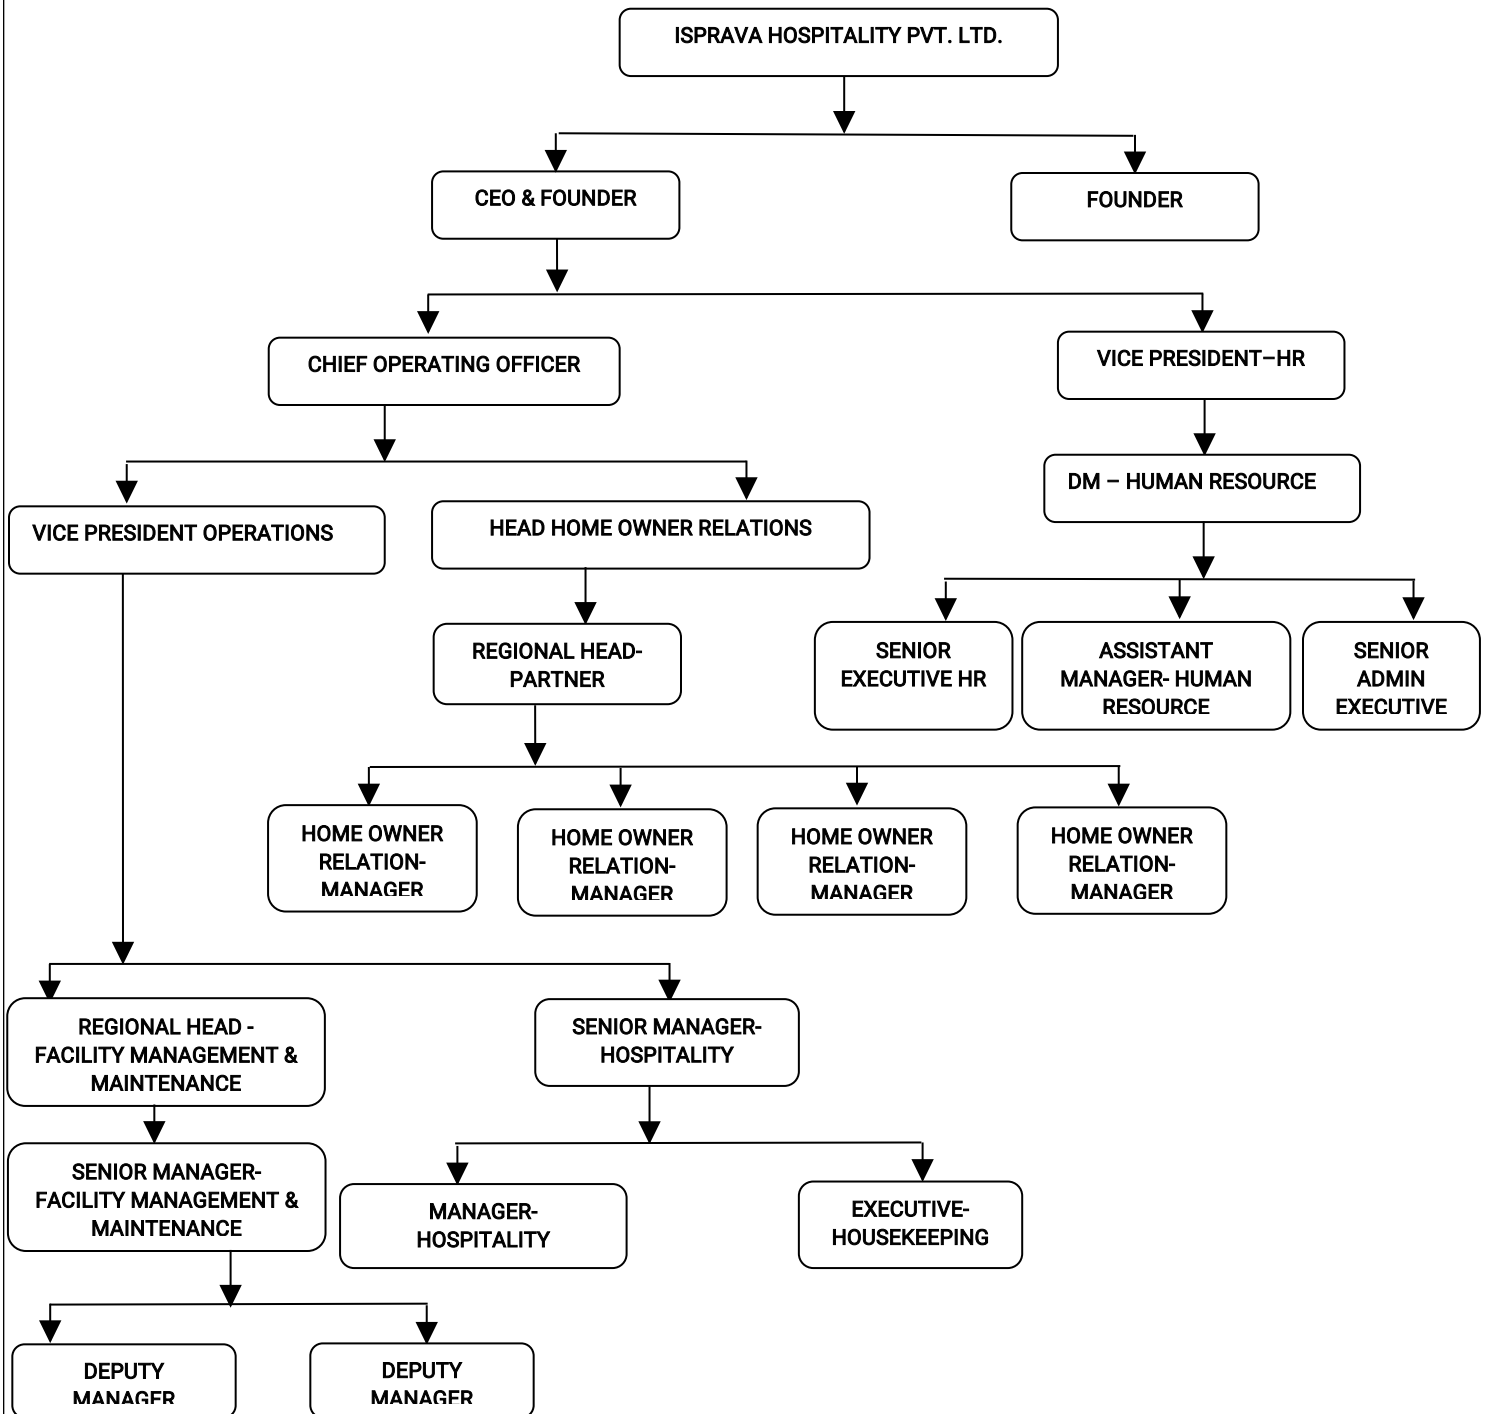 ISPRAVA HOSPITALITY PVT. LTD.
CEO & FOUNDER
FOUNDER
CHIEF OPERATING OFFICER
VICE PRESIDENT–HR
DM – HUMAN RESOURCE
VICE PRESIDENT OPERATIONS
HEAD HOME OWNER RELATIONS
REGIONAL HEAD-
PARTNER
SENIOR
EXECUTIVE HR
ASSISTANT
MANAGER- HUMAN
RESOURCE
SENIOR
ADMIN
EXECUTIVE
HOME OWNER
RELATION-
MANAGER
HOME OWNER
RELATION-
MANAGER
HOME OWNER
RELATION-
MANAGER
HOME OWNER
RELATION-
MANAGER
REGIONAL HEAD -
FACILITY MANAGEMENT &
MAINTENANCE
SENIOR MANAGER-
HOSPITALITY
SENIOR MANAGER-
FACILITY MANAGEMENT &
MAINTENANCE
MANAGER-
HOSPITALITY
EXECUTIVE-
HOUSEKEEPING
DEPUTY
MANAGER
DEPUTY
MANAGER